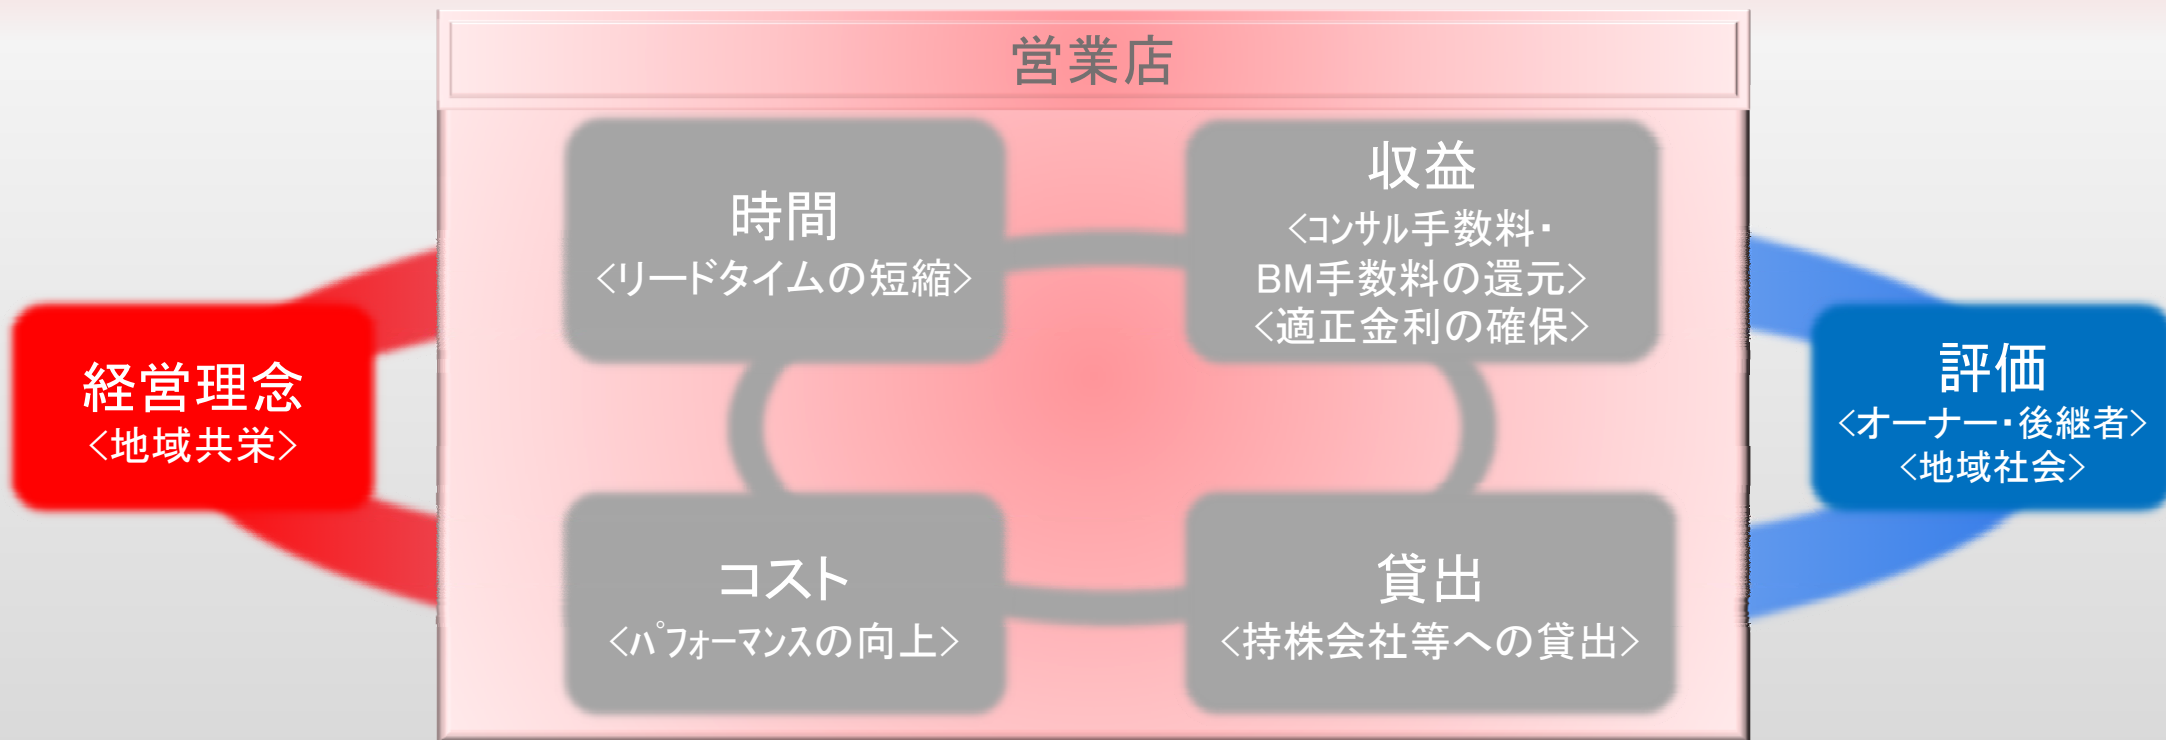 営業店
時間
<リードタイムの短縮>
収益
<コンサル手数料・
BM手数料の還元>
<適正金利の確保>
経営理念
<地域共栄>
評価
<オーナー・後継者>
<地域社会>
コスト
<パフォーマンスの向上>
貸出
<持株会社等への貸出>